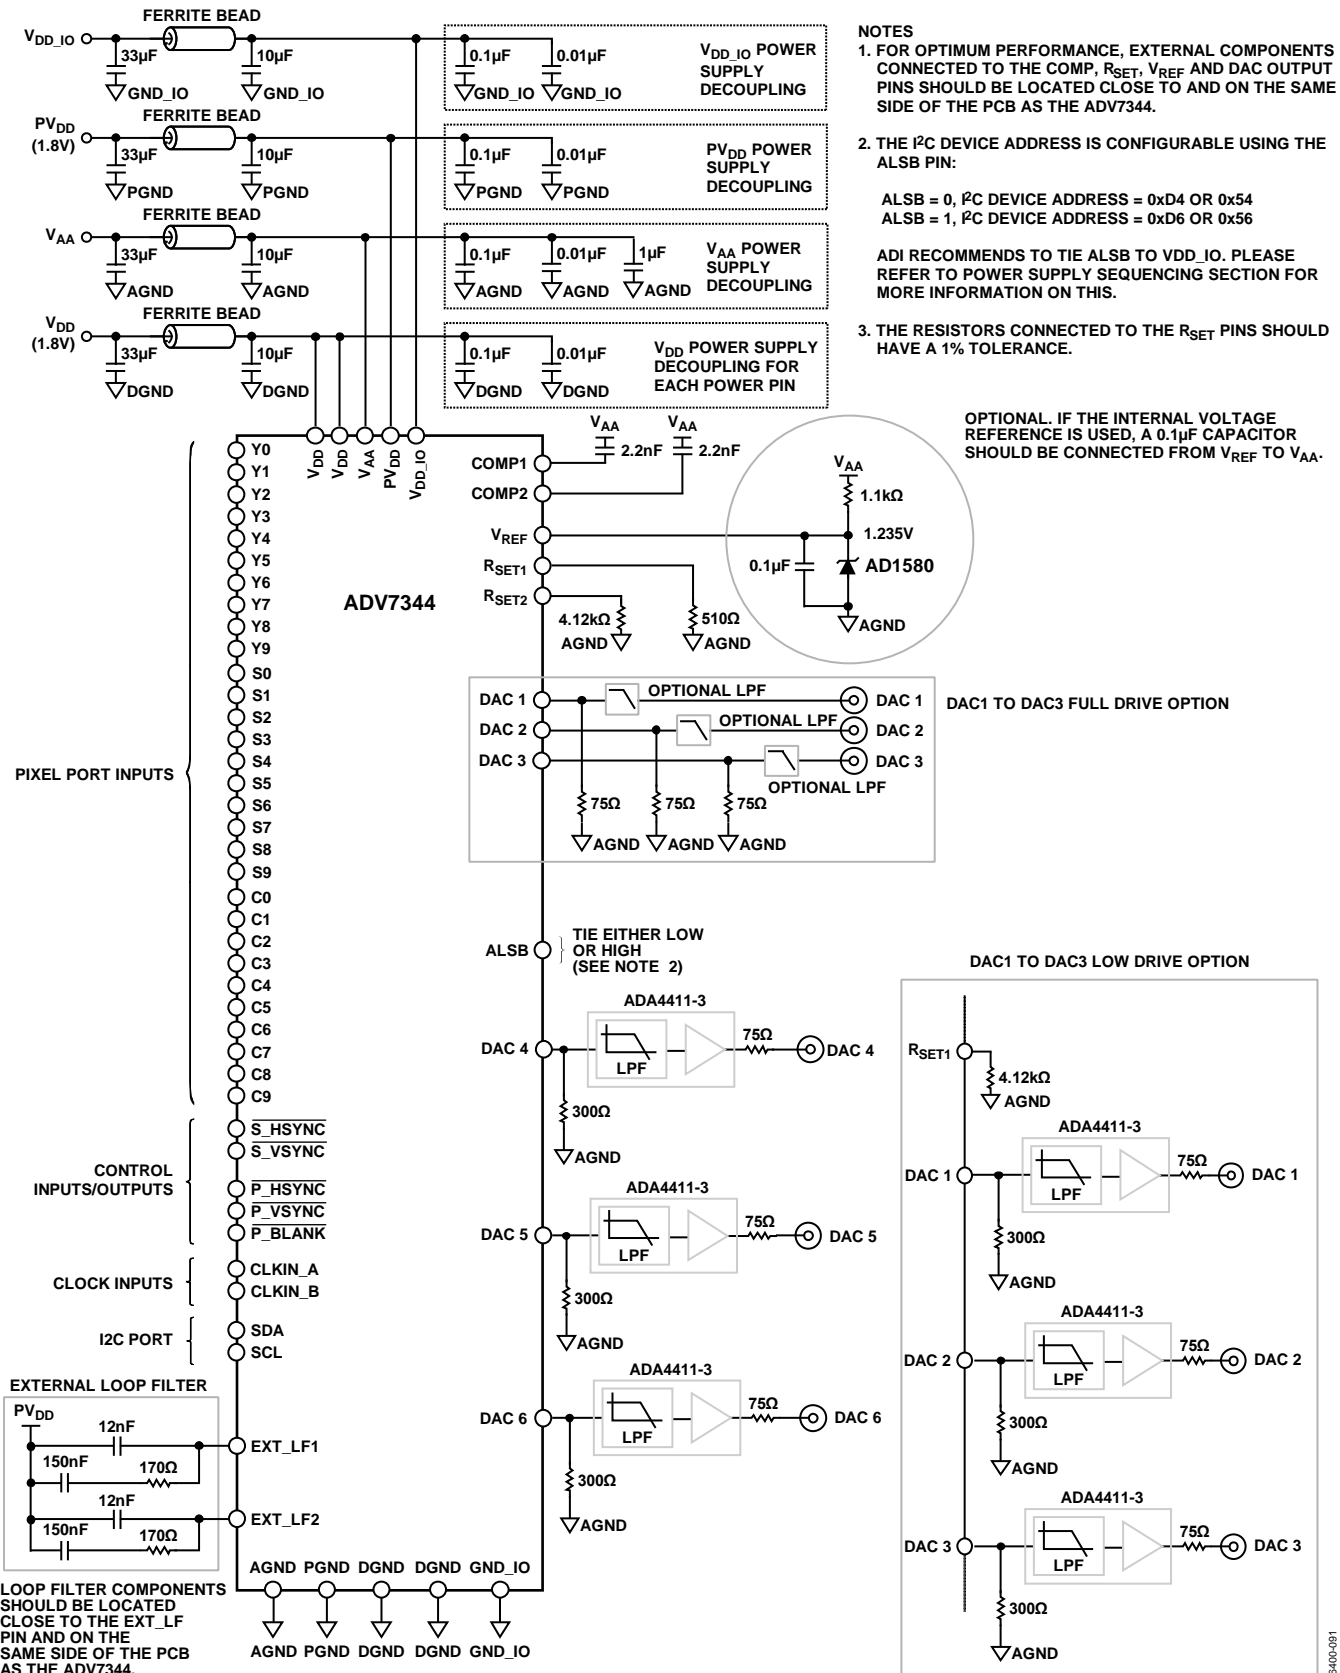 FERRITE BEAD
VDD_IO
33µF
10µF
0.1µF
0.01µF
GND_IO
GND_IO
GND_IO
GND_IO
VDD_IO POWER
SUPPLY
DECOUPLING
FERRITE BEAD
PVDD
(1.8V)
33µF
10µF
0.1µF
0.01µF
PGND
PGND
PGND
PGND
PVDD POWER
SUPPLY
DECOUPLING
FERRITE BEAD
VAA
33µF
10µF
0.1µF
0.01µF
1µF
AGND
AGND
AGND
AGND
AGND
VAA POWER
SUPPLY
DECOUPLING
FERRITE BEAD
VDD
(1.8V)
33µF
10µF
0.1µF
0.01µF
DGND
DGND
DGND
DGND
VDD POWER SUPPLY
DECOUPLING FOR
EACH POWER PIN
NOTES
1. FOR OPTIMUM PERFORMANCE, EXTERNAL COMPONENTS
CONNECTED TO THE COMP, RSET, VREF AND DAC OUTPUT
PINS SHOULD BE LOCATED CLOSE TO AND ON THE SAME
SIDE OF THE PCB AS THE ADV7344.
2. THE I2C DEVICE ADDRESS IS CONFIGURABLE USING THE
ALSB PIN:
ALSB = 0, I2C DEVICE ADDRESS = 0xD4 OR 0x54
ALSB = 1, I2C DEVICE ADDRESS = 0xD6 OR 0x56
ADI RECOMMENDS TO TIE ALSB TO VDD_IO. PLEASE
REFER TO POWER SUPPLY SEQUENCING SECTION FOR
MORE INFORMATION ON THIS.
3. THE RESISTORS CONNECTED TO THE RSET PINS SHOULD
HAVE A 1% TOLERANCE.
OPTIONAL. IF THE INTERNAL VOLTAGE
REFERENCE IS USED, A 0.1µF CAPACITOR
SHOULD BE CONNECTED FROM VREF TO VAA.
VDD
VDD
VAA
PVDD
VDD_IO
ADV7344
PIXEL PORT INPUTS
Y0
Y1
Y2
Y3
Y4
Y5
Y6
Y7
Y8
Y9
S0
S1
S2
S3
S4
S5
S6
S7
S8
S9
C0
C1
C2
C3
C4
C5
C6
C7
C8
C9
CONTROL
INPUTS/OUTPUTS
S_HSYNC
S_VSYNC
P_HSYNC
P_VSYNC
P_BLANK
CLOCK INPUTS
CLKIN_A
CLKIN_B
I2C PORT
SDA
SCL
EXTERNAL LOOP FILTER
PVDD
12nF
150nF
170Ω
12nF
150nF
170Ω
EXT_LF1
EXT_LF2
LOOP FILTER COMPONENTS
SHOULD BE LOCATED
CLOSE TO THE EXT_LF
PIN AND ON THE
SAME SIDE OF THE PCB
AS THE ADV7344.
AGND PGND DGND DGND GND_IO
AGND PGND DGND DGND GND_IO
VAA
VAA
2.2nF
2.2nF
COMP1
COMP2
VREF
RSET1
RSET2
4.12kΩ
AGND
510Ω
AGND
VAA
1.1kΩ
1.235V
0.1µF
AD1580
AGND
DAC 1
OPTIONAL LPF
DAC 1
DAC 2
OPTIONAL LPF
DAC 2
DAC 3
DAC 3
OPTIONAL LPF
75Ω
75Ω
75Ω
AGND
AGND
AGND
DAC1 TO DAC3 FULL DRIVE OPTION
ALSB
TIE EITHER LOW
OR HIGH
(SEE NOTE 2)
ADA4411-3
DAC 4
LPF
75Ω
DAC 4
300Ω
AGND
ADA4411-3
DAC 5
LPF
75Ω
DAC 5
300Ω
AGND
ADA4411-3
DAC 6
LPF
75Ω
DAC 6
300Ω
AGND
DAC1 TO DAC3 LOW DRIVE OPTION
RSET1
4.12kΩ
AGND
ADA4411-3
DAC 1
LPF
75Ω
DAC 1
300Ω
AGND
ADA4411-3
DAC 2
LPF
75Ω
DAC 2
300Ω
AGND
ADA4411-3
DAC 3
LPF
75Ω
DAC 3
300Ω
AGND